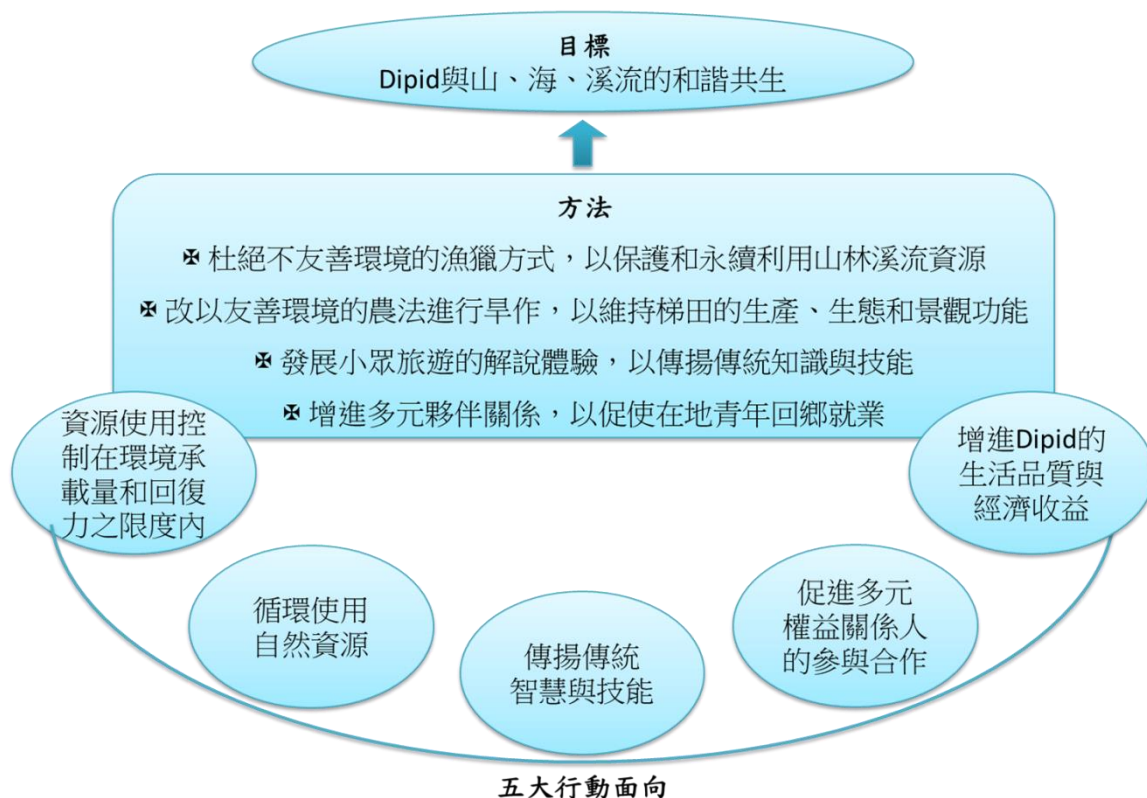 目標
Dipid與山、海、溪流的和諧共生
方法
✠ 杜絕不友善環境的漁獵方式，以保護和永續利用山林溪流資源
✠ 改以友善環境的農法進行旱作，以維持梯田的生產、生態和景觀功能
✠ 發展小眾旅遊的解說體驗，以傳揚傳統知識與技能
✠ 增進多元夥伴關係，以促使在地青年回鄉就業
資源使用控
制在環境承
載量和回復
力之限度內
循環使用
自然資源
傳揚傳統
智慧與技能
促進多元
權益關係人
的參與合作
增進Dipid的
生活品質與
經濟收益
五大行動面向